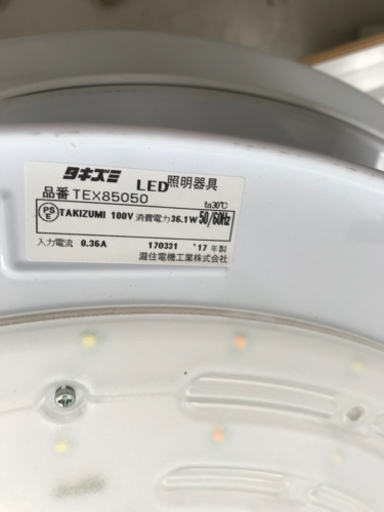 タキズミ LED照明器具
品番 TEX85050 ta30℃
PSE TAKIZUMI 100V 消費電力36.1W 50/60Hz
入力電流 0.36A 170331 '17年製
瀧住電機工業株式会社